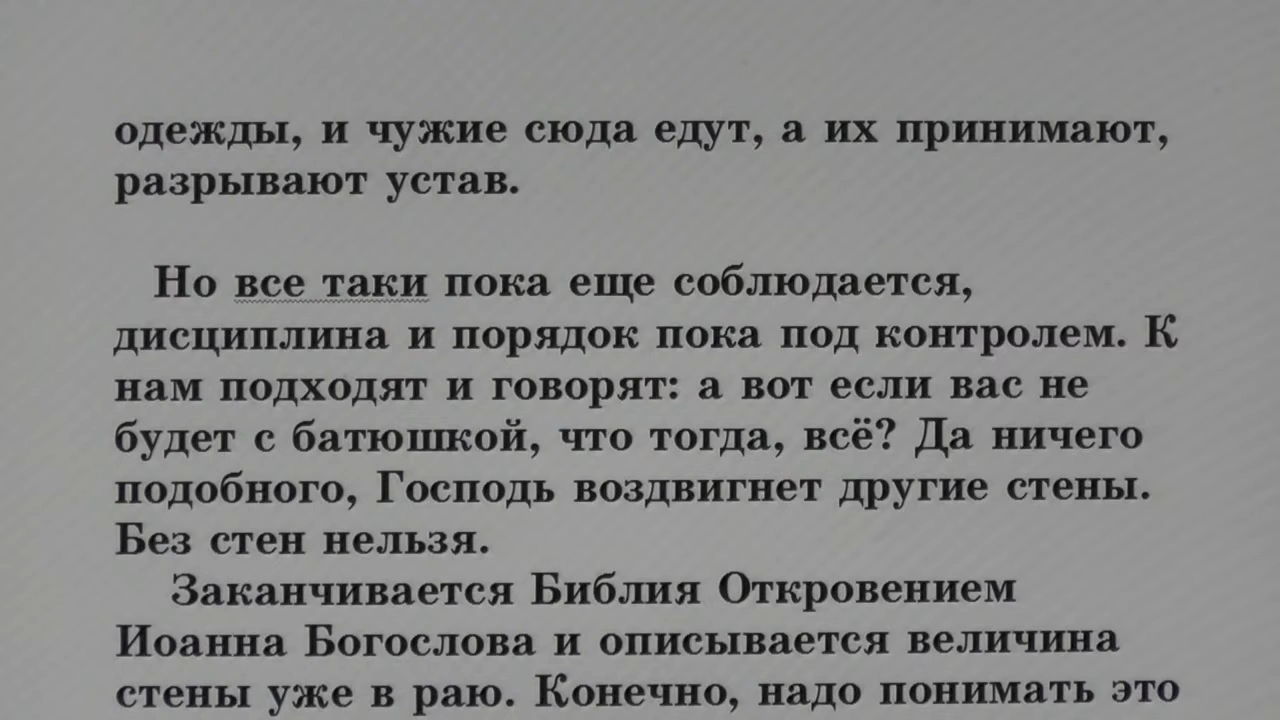 одежды, и чужие сюда едут, а их принимают,
разрывают устав.
Но все таки пока еще соблюдается,
дисциплина и порядок пока под контролем. К
нам подходят и говорят: а вот если вас не
будет с батюшкой, что тогда, всё? Да ничего
подобного, Господь воздвигнет другие стены.
Без стен нельзя.
Заканчивается Библия Откровением
Иоанна Богослова и описывается величина
стены уже в раю. Конечно, надо понимать это